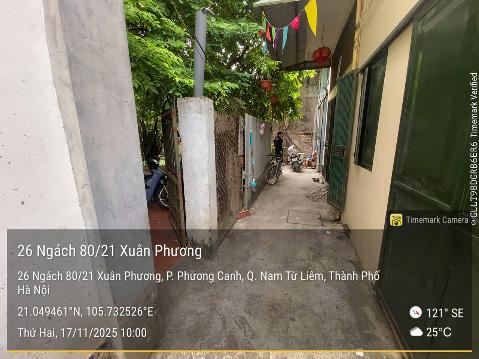 26 Ngách 80/21 Xuân Phương
26 Ngách 80/21 Xuân Phương, P. Phương Canh, Q. Nam Từ Liêm, Thành Phố
Hà Nội
21.049461°N, 105.732526°E
Thứ Hai, 17/11/2025 10:00
Timemark Camera
121° SE
25°C
Timemark Verified